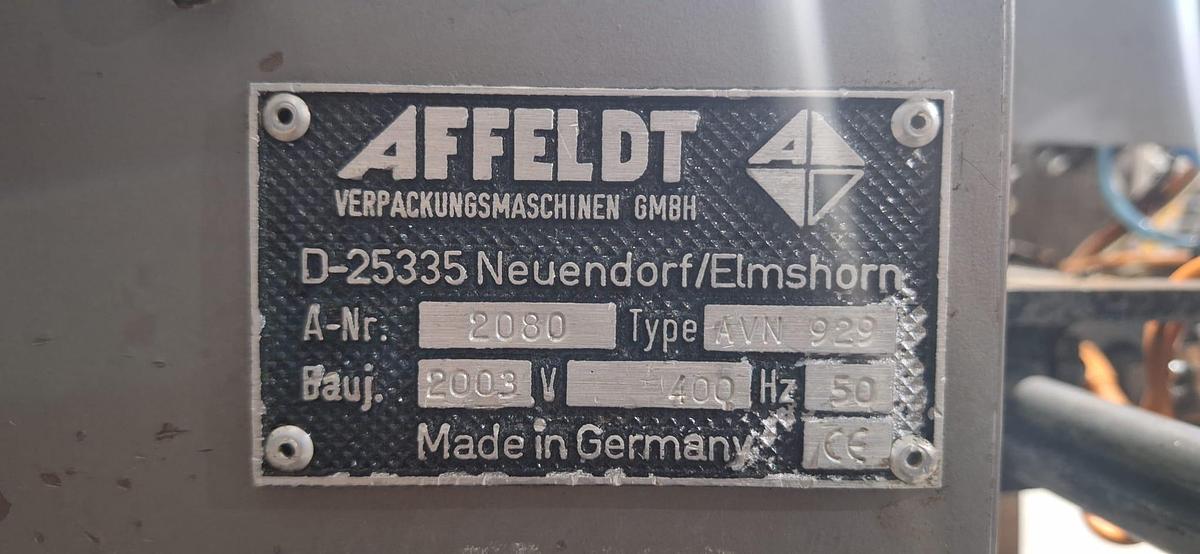 AFFELDT
VERPACKUNGSMASCHINEN GMBH
D-25335 Neuendorf/Elmshorn
A-Nr. 2080 Type AVN 929
Bauj. 2003 V 400 Hz 50
Made in Germany CE